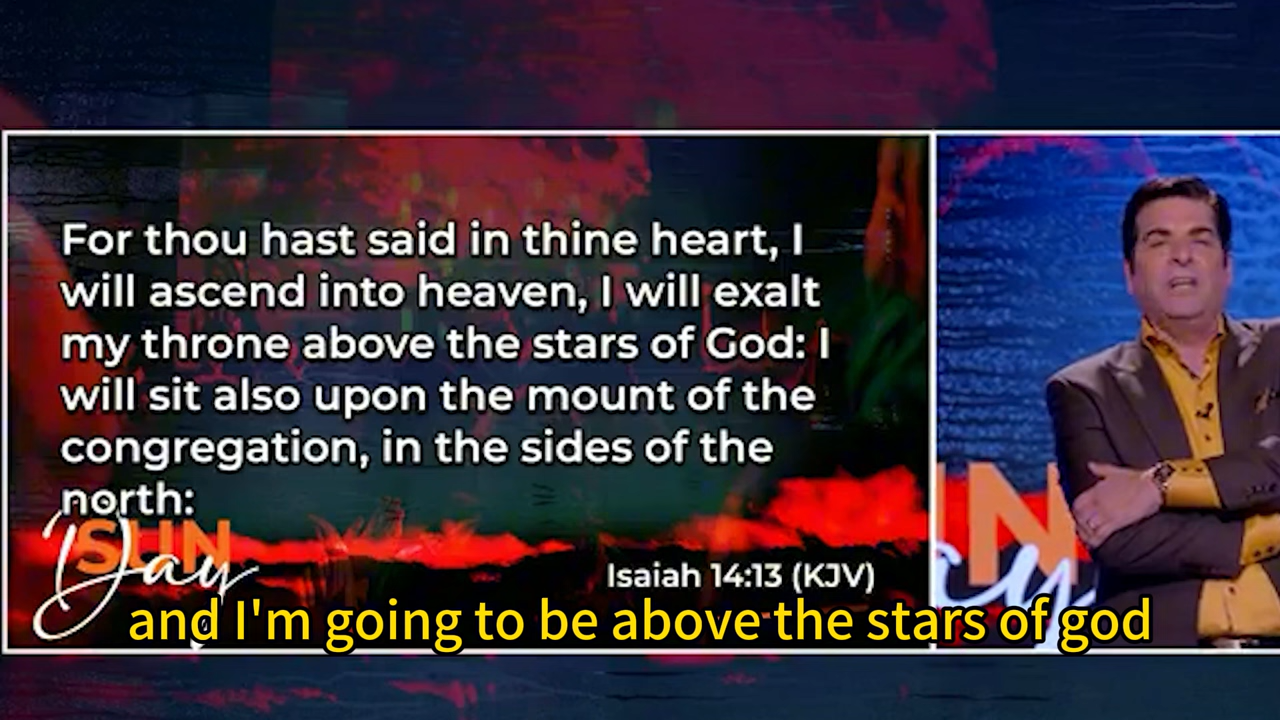 For thou hast said in thine heart, I
will ascend into heaven, I will exalt
my throne above the stars of God: I
will sit also upon the mount of the
congregation, in the sides of the
north:
SUN
Day
Isaiah 14:13 (KJV)
and I'm going to be above the stars of god